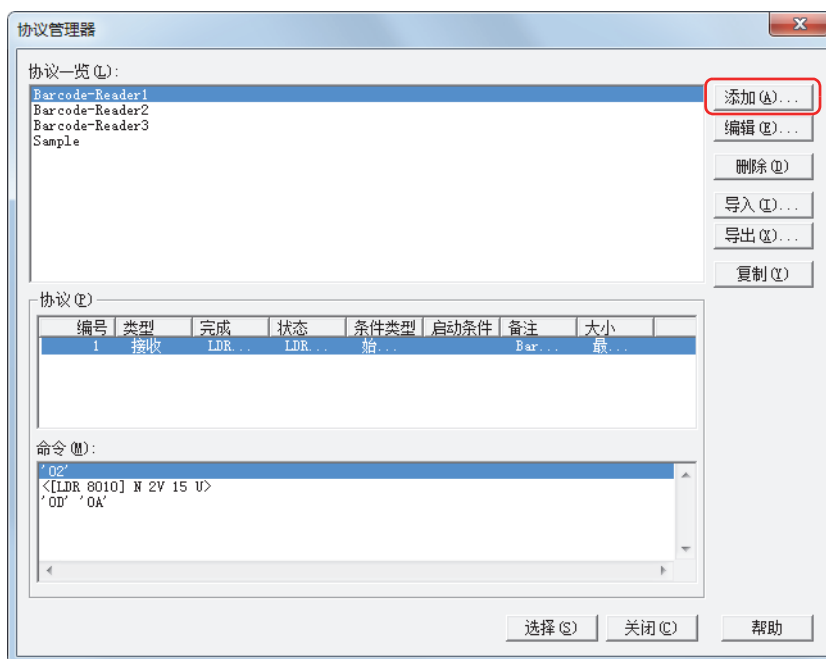 协议管理器
协议一览(L):
Barcode-Reader1
Barcode-Reader2
Barcode-Reader3
Sample
添加(A)...
编辑(E)...
删除(D)
导入(I)...
导出(X)...
复制(Y)
协议(P)
编号 类型 完成 状态 条件类型 启动条件 备注 大小
1 接收 LDR... LDR... 始... Bar... 最...
命令(M):
'02'
<[LDR 8010] N 2V 15 U>
'0D' '0A'
选择(S) 关闭(C) 帮助